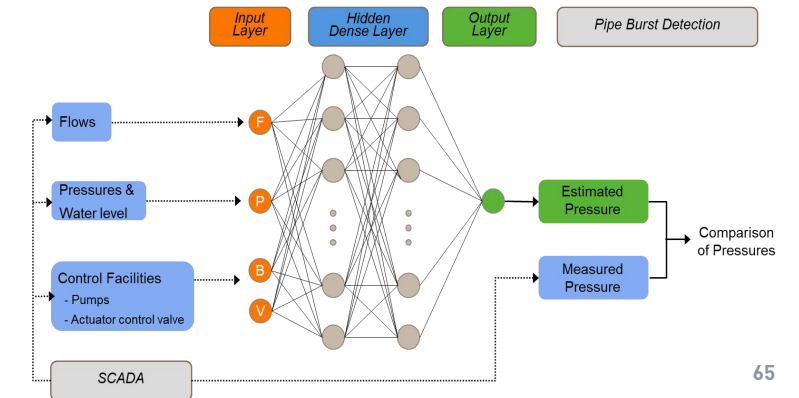 Input
Layer
Hidden
Dense Layer
Output
Layer
Pipe Burst Detection
Flows
F
Pressures &
Water level
P
Estimated
Pressure
Comparison
of Pressures
Control Facilities
- Pumps
- Actuator control valve
B
V
Measured
Pressure
SCADA
65